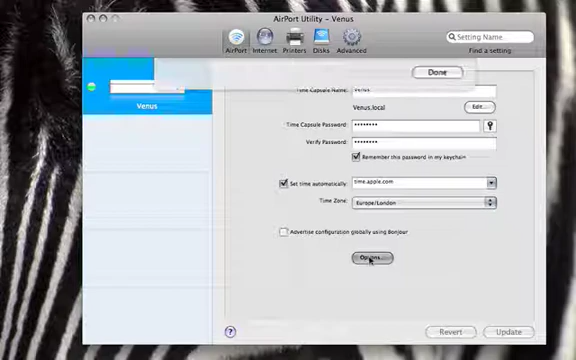 AirPort Utility – Venus
AirPort Internet Printers Disks Advanced
Setting Name...
Find a setting:
Done
Time Capsule Name: Venus
Venus.local Edit...
Venus
Time Capsule Password: ••••••••
Verify Password: ••••••••
Remember this password in my keychain
Set time automatically: time.apple.com
Time Zone: Europe/London
Advertise configuration globally using Bonjour
Options...
? Revert Update